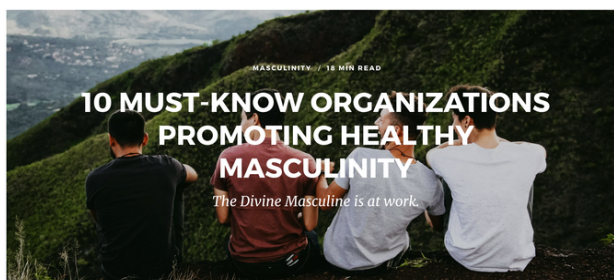 MASCULINITY / 18 MIN READ
10 MUST-KNOW ORGANIZATIONS
PROMOTING HEALTHY
MASCULINITY
The Divine Masculine is at work.